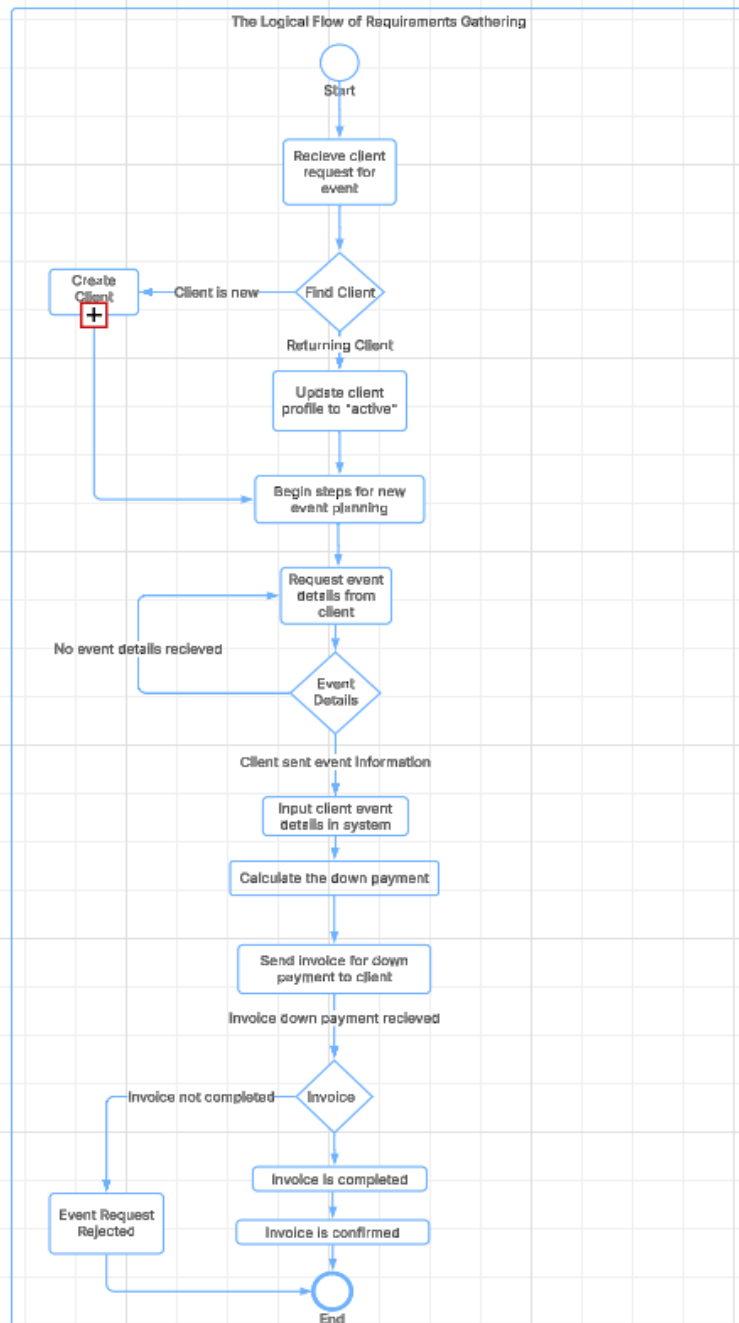 The Logical Flow of Requirements Gathering
Start
Recieve client
request for
event
Create
Client
Client is new
Find Client
Returning Client
Update client
profile to "active"
Begin steps for new
event planning
Request event
details from
client
No event details recieved
Event
Details
Client sent event information
Input client event
details in system
Calculate the down payment
Send invoice for down
payment to client
Invoice down payment recieved
Invoice not completed
Invoice
Invoice is completed
Event Request
Rejected
Invoice is confirmed
End